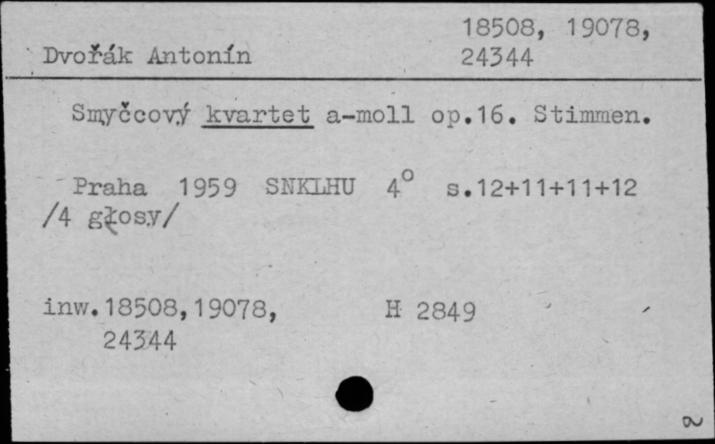 18508, 19078,
Dvořák Antonín 24344
Smyčcový kvartet a-moll op.16. Stimmen.
Praha 1959 SNKLHU 4° s.12+11+11+12
/4 głosy/
inw.18508,19078, H 2849
24344
2